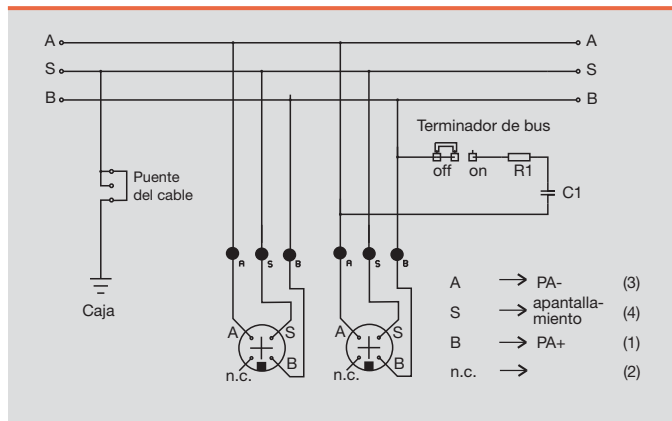 A A
S S
B B
Terminador de bus
off on R1
C1
Puente
del cable
Caja
A S B A S B
A S A S
B B
n.c. n.c.
A → PA- (3)
S → apantalla-
miento (4)
B → PA+ (1)
n.c. → (2)